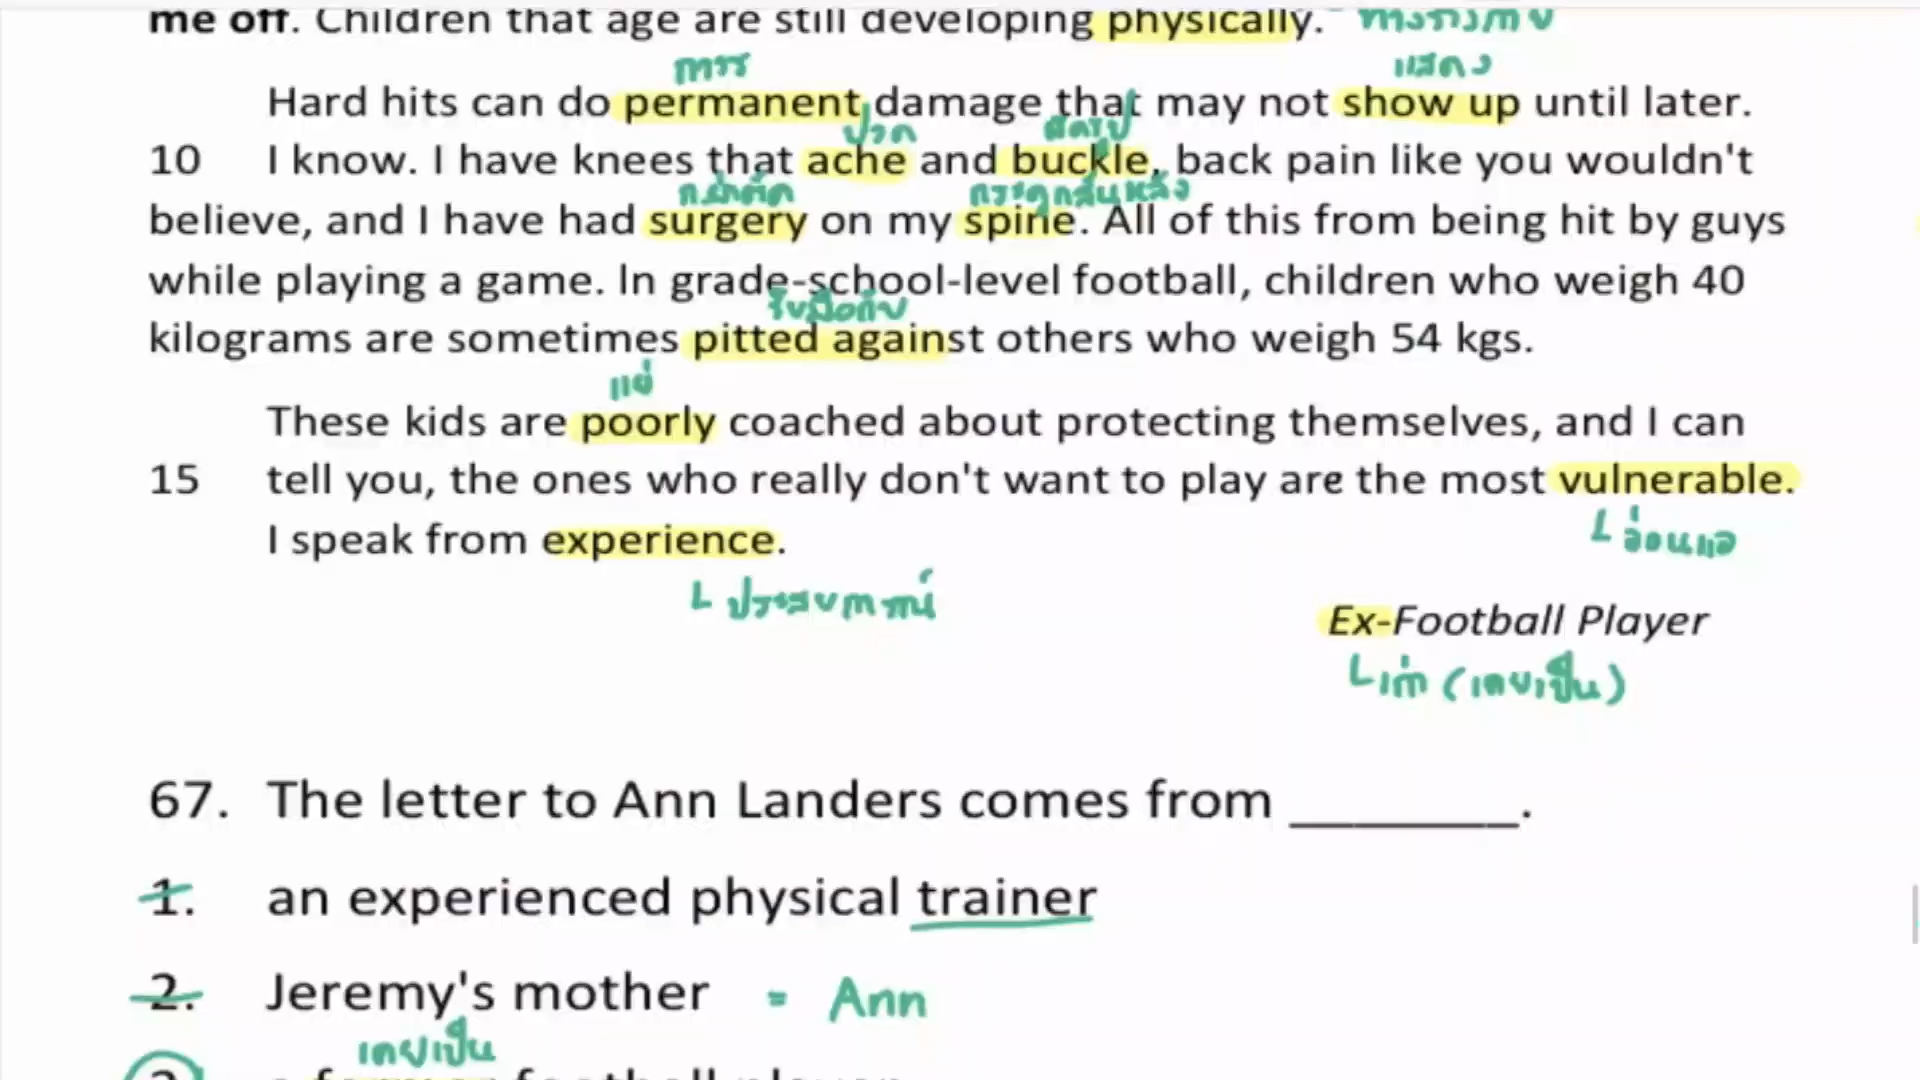 me off. Children that age are still developing physically. ทางร่างกาย
แสดง
Hard hits can do permanent damage that may not show up until later.
ปวด
10 I know. I have knees that ache and buckle, back pain like you wouldn't
ผ่าตัด กระดูกสันหลัง
believe, and I have had surgery on my spine. All of this from being hit by guys
while playing a game. In grade-school-level football, children who weigh 40
รับมือกับ
kilograms are sometimes pitted against others who weigh 54 kgs.
แย่
These kids are poorly coached about protecting themselves, and I can
15 tell you, the ones who really don't want to play are the most vulnerable.
อ่อนแอ
I speak from experience.
ประสบการณ์
Ex-Football Player
เก่า (เคยเป็น)
67. The letter to Ann Landers comes from ________.
1. an experienced physical trainer
2. Jeremy's mother = Ann
เคยเป็น